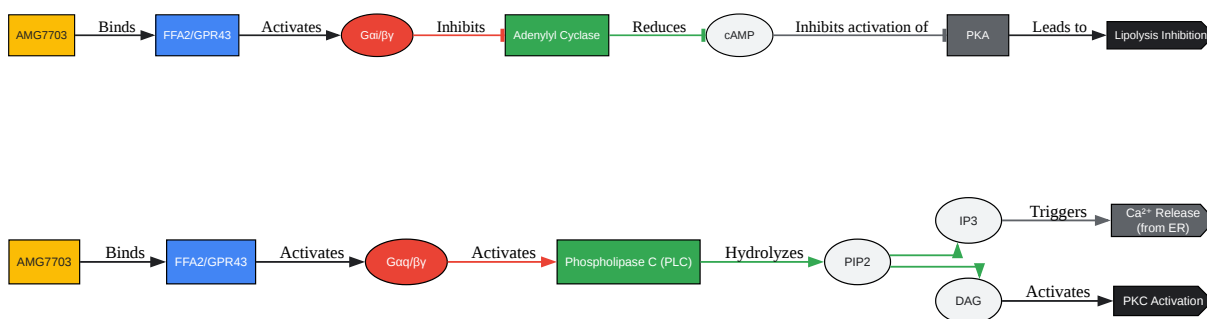 AMG7703 Binds FFA2/GPR43 Activates Gαi/βγ Inhibits Adenylyl Cyclase Reduces cAMP Inhibits activation of PKA Leads to Lipolysis Inhibition
IP3 Triggers Ca²⁺ Release
(from ER)
AMG7703 Binds FFA2/GPR43 Activates Gαq/βγ Activates Phospholipase C (PLC) Hydrolyzes PIP2
DAG Activates PKC Activation